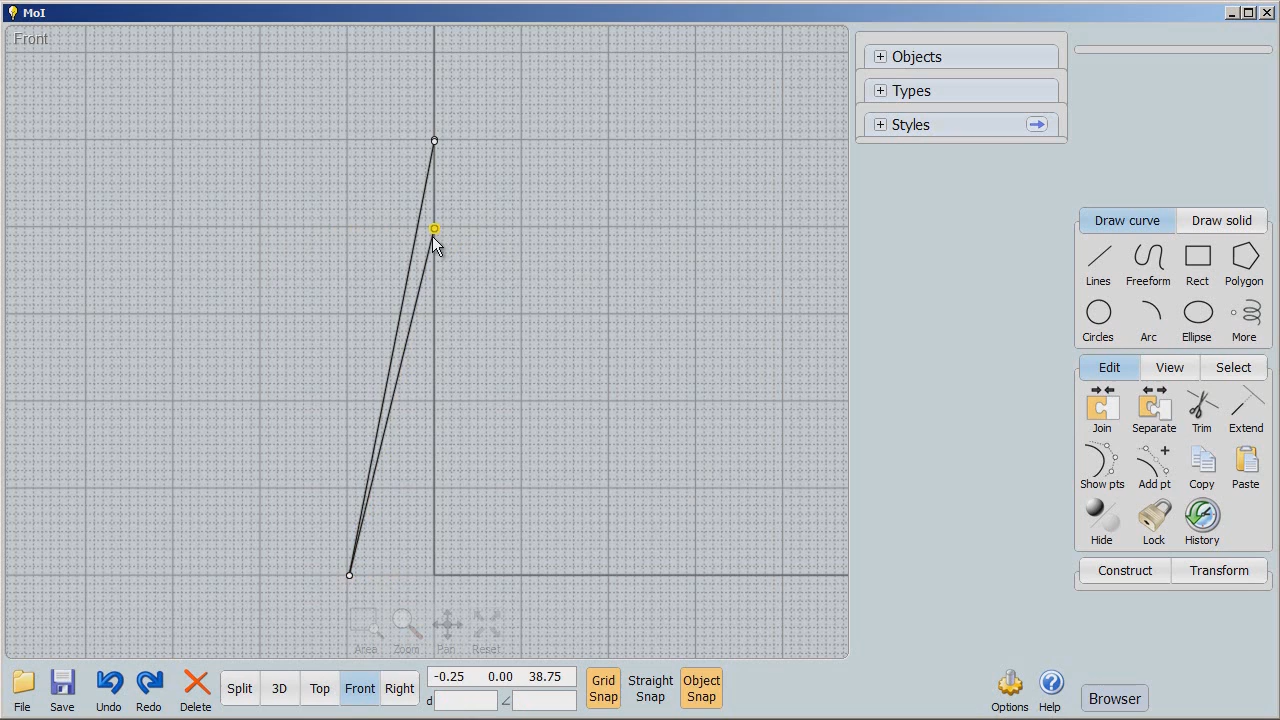 MoI
Front
Objects
Types
Styles
Draw curve Draw solid
Lines Freeform Rect Polygon
Circles Arc Ellipse More
Edit View Select
Join Separate Trim Extend
Show pts Add pt Copy Paste
Hide Lock History
Construct Transform
Area Zoom Pan Reset
File Save Undo Redo Delete
Split 3D Top Front Right
-0.25 0.00 38.75
d
Grid Snap
Straight Snap
Object Snap
Options Help
Browser